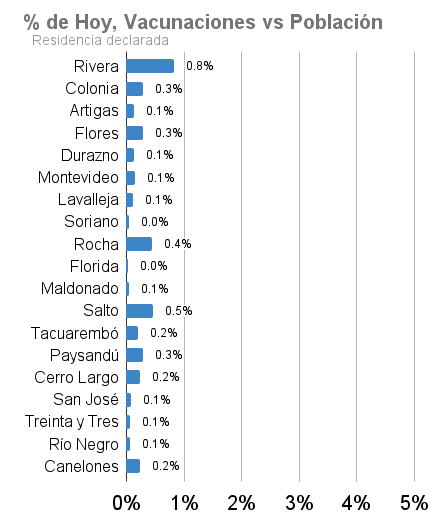 % de Hoy, Vacunaciones vs Población
Residencia declarada
Rivera 0.8%
Colonia 0.3%
Artigas 0.1%
Flores 0.3%
Durazno 0.1%
Montevideo 0.1%
Lavalleja 0.1%
Soriano 0.0%
Rocha 0.4%
Florida 0.0%
Maldonado 0.1%
Salto 0.5%
Tacuarembó 0.2%
Paysandú 0.3%
Cerro Largo 0.2%
San José 0.1%
Treinta y Tres 0.1%
Río Negro 0.1%
Canelones 0.2%
0% 1% 2% 3% 4% 5%